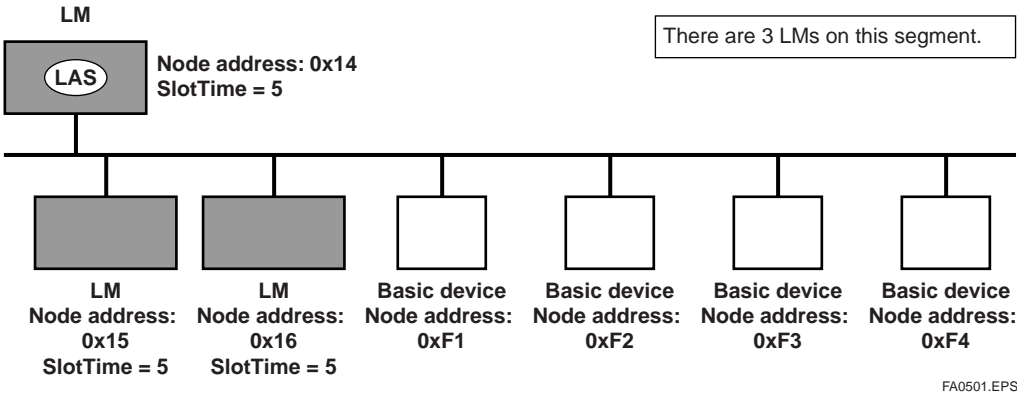 LM
There are 3 LMs on this segment.
LAS
Node address: 0x14
SlotTime = 5
LM
Node address:
0x15
SlotTime = 5
LM
Node address:
0x16
SlotTime = 5
Basic device
Node address:
0xF1
Basic device
Node address:
0xF2
Basic device
Node address:
0xF3
Basic device
Node address:
0xF4
FA0501.EPS